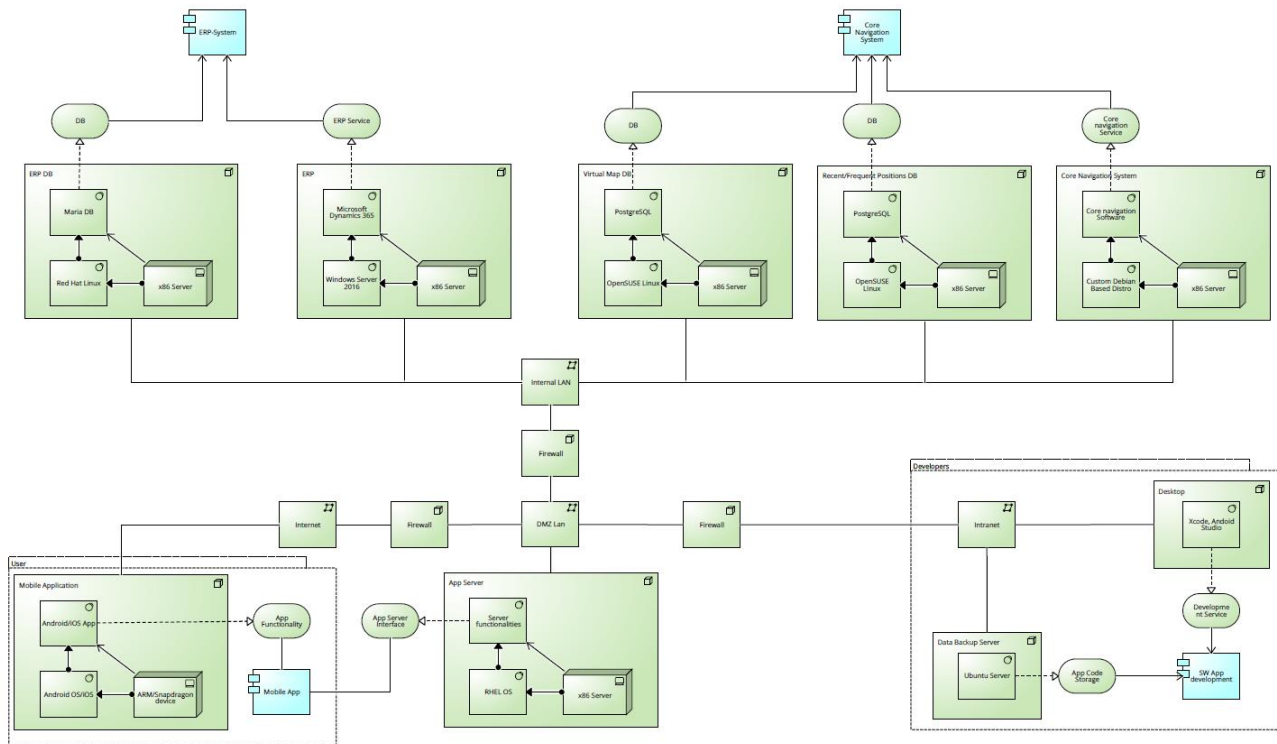 ERP-System
Core
Navigation
System
DB
ERP Service
DB
DB
Core
navigation
Service
ERP DB
Maria DB
Red Hat Linux
x86 Server
ERP
Microsoft
Dynamics 365
Windows Server
2016
x86 Server
Virtual Map DB
PostgreSQL
OpenSUSE Linux
x86 Server
Recent/Frequent Positions DB
PostgreSQL
OpenSUSE
Linux
x86 Server
Core Navigation System
Core navigation
Software
Custom Debian
Based Distro
x86 Server
Internal LAN
Firewall
Internet
Firewall
DMZ Lan
Firewall
Developers
Intranet
Desktop
Xcode, Andoid
Studio
Developme
nt Service
Data Backup Server
Ubuntu Server
App Code
Storage
SW App
development
User
Mobile Application
Android/iOS App
Android OS/iOS
ARM/Snapdragon
device
App
Functionality
Mobile App
App Server
Interface
App Server
Server
functionalities
RHEL OS
x86 Server